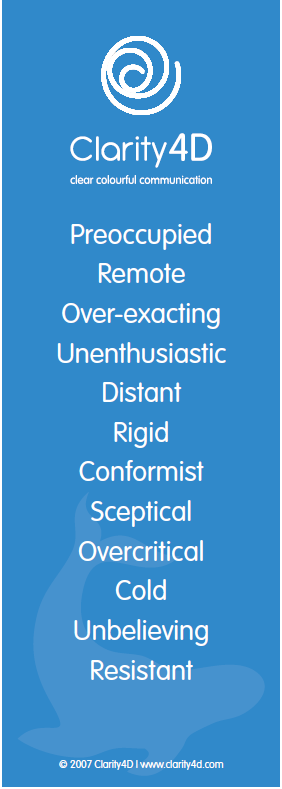 Clarity4D
clear colourful communication
Preoccupied
Remote
Over-exacting
Unenthusiastic
Distant
Rigid
Conformist
Sceptical
Overcritical
Cold
Unbelieving
Resistant
© 2007 Clarity4D | www.clarity4d.com